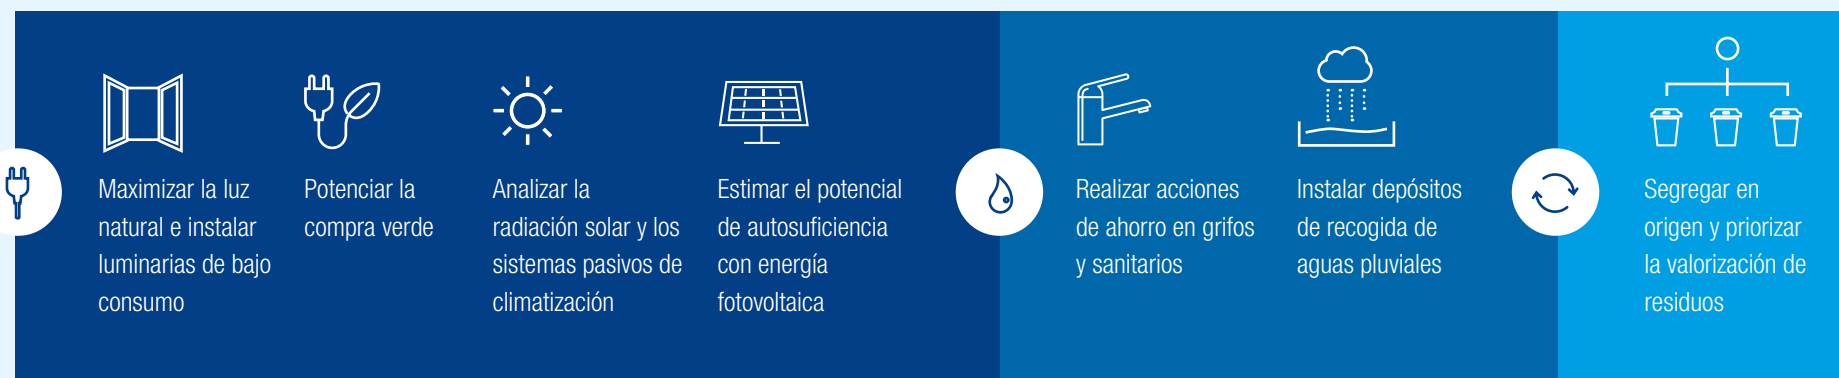 Maximizar la luz
natural e instalar
luminarias de bajo
consumo
Potenciar la
compra verde
Analizar la
radiación solar y los
sistemas pasivos de
climatización
Estimar el potencial
de autosuficiencia
con energía
fotovoltaica
Realizar acciones
de ahorro en grifos
y sanitarios
Instalar depósitos
de recogida de
aguas pluviales
Segregar en
origen y priorizar
la valorización de
residuos